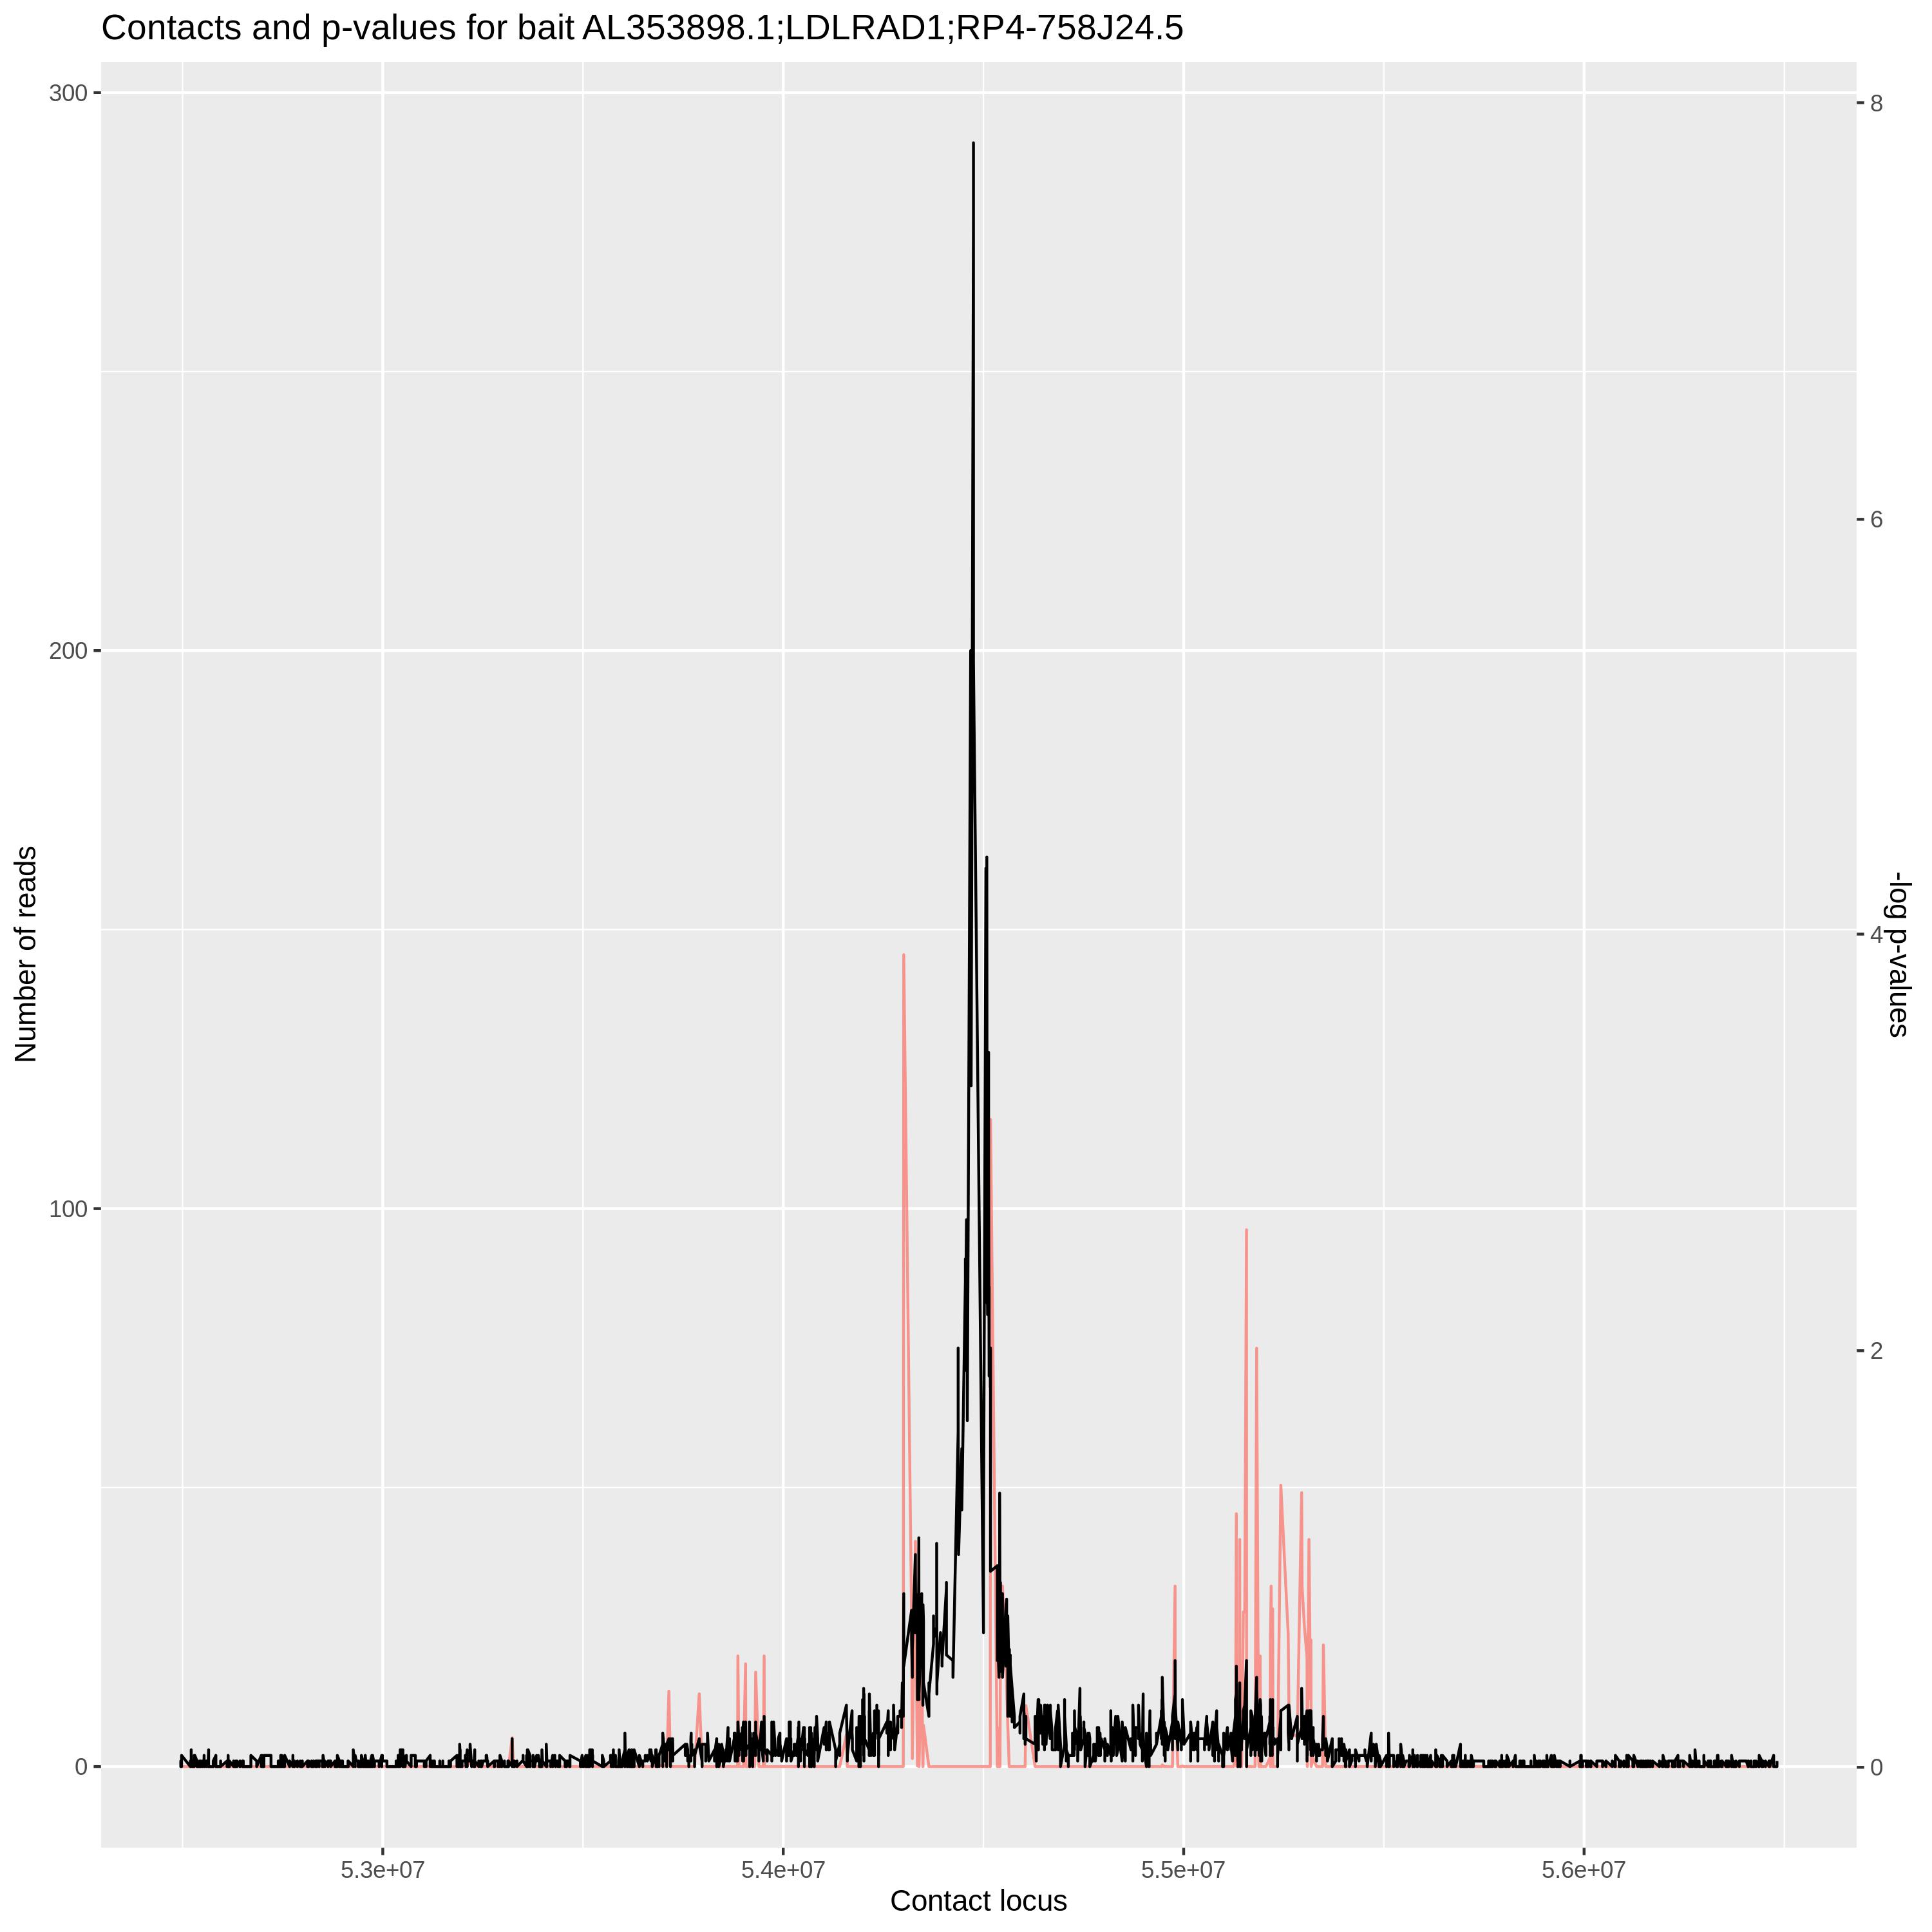 Contacts and p-values for bait AL353898.1;LDLRAD1;RP4-758J24.5
300
200
100
0
Number of reads
8
6
4
2
0
-log p-values
5.3e+07
5.4e+07
5.5e+07
5.6e+07
Contact locus